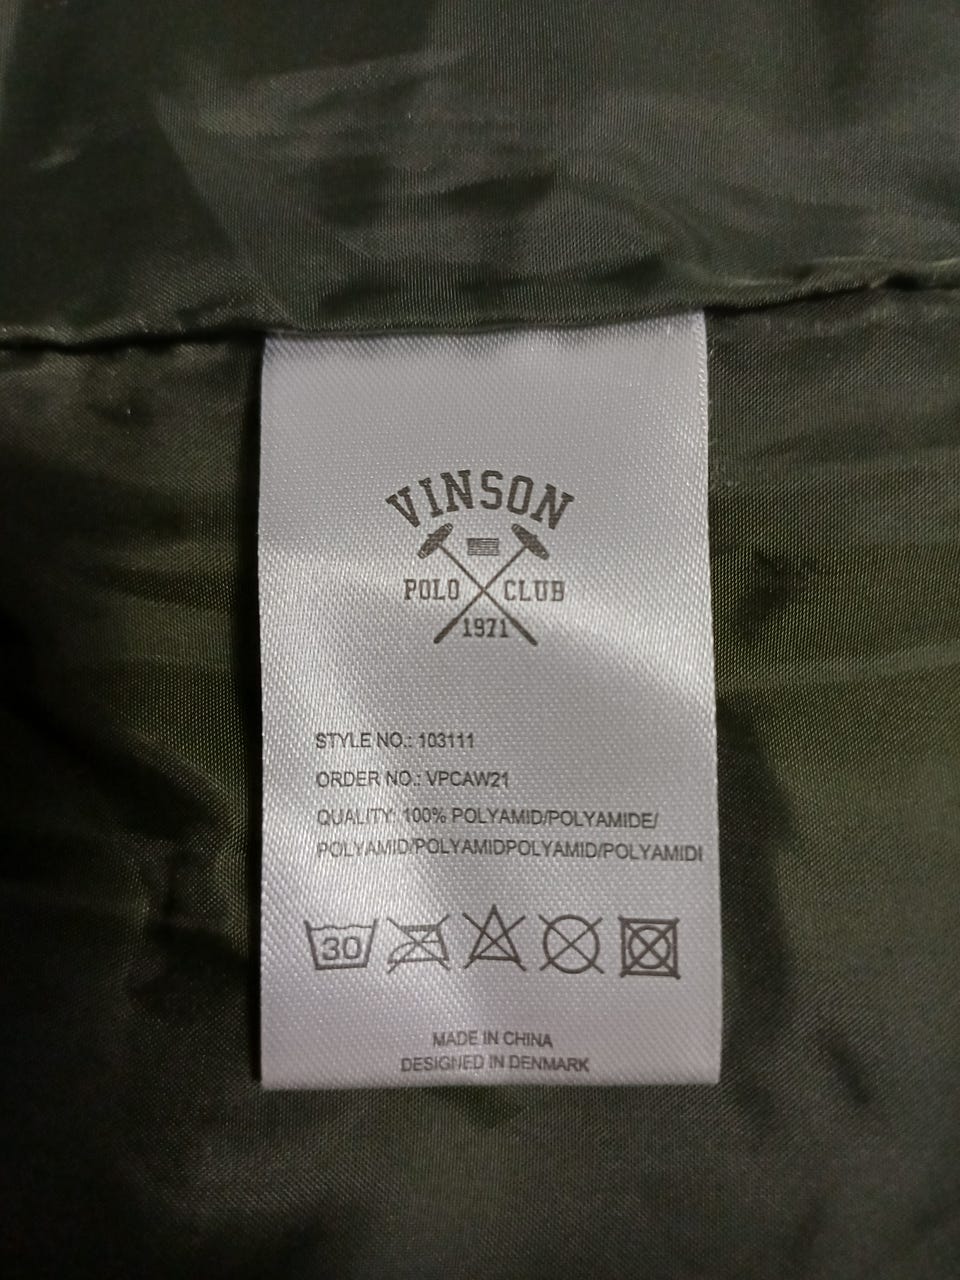 VINSON
POLO CLUB
1971
STYLE NO.: 103111
ORDER NO.: VPCAW21
QUALITY: 100% POLYAMID/POLYAMIDE/
POLYAMID/POLYAMIDPOLYAMID/POLYAMIDI
30
MADE IN CHINA
DESIGNED IN DENMARK